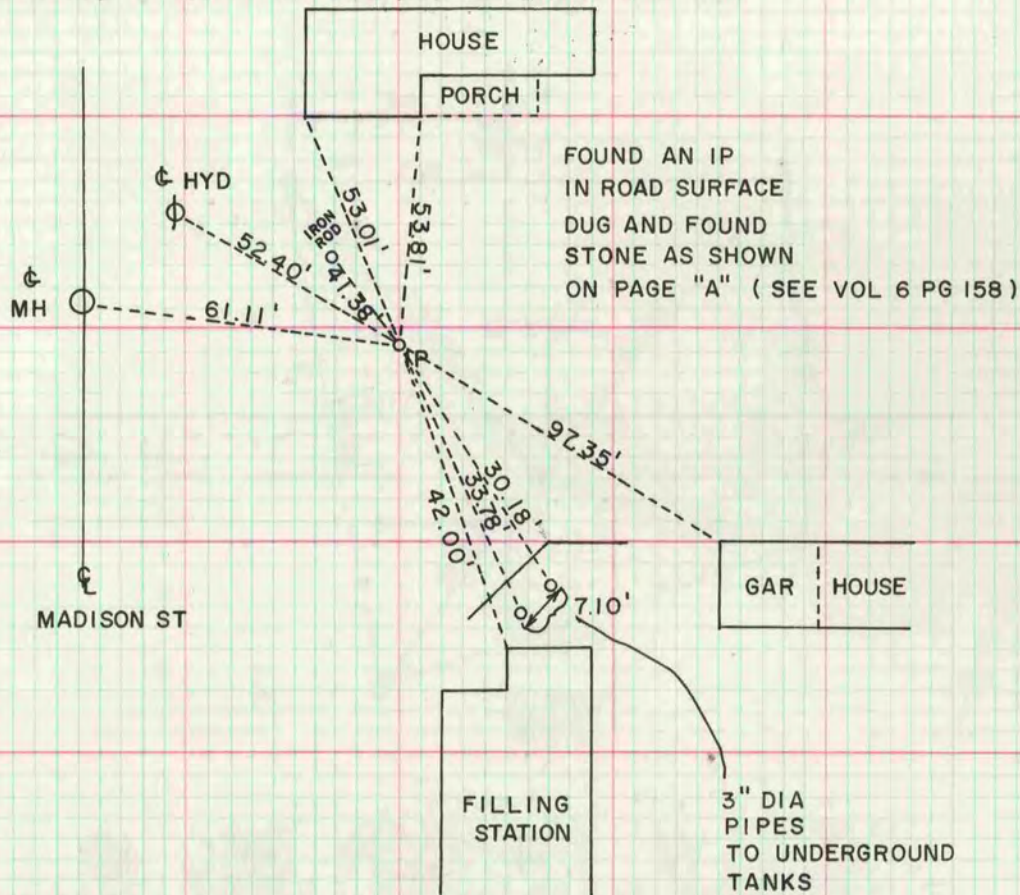 HOUSE
PORCH
FOUND AN IP
IN ROAD SURFACE
DUG AND FOUND
STONE AS SHOWN
ON PAGE "A" (SEE VOL 6 PG 158)
℄ HYD
53.01'
53.81'
IRON
ROD
52.40'
41.38'
℄
MH
61.11'
IP
97.35'
30.18'
33.78'
42.00'
℄
MADISON ST
7.10'
GAR
HOUSE
FILLING
STATION
3" DIA
PIPES
TO UNDERGROUND
TANKS